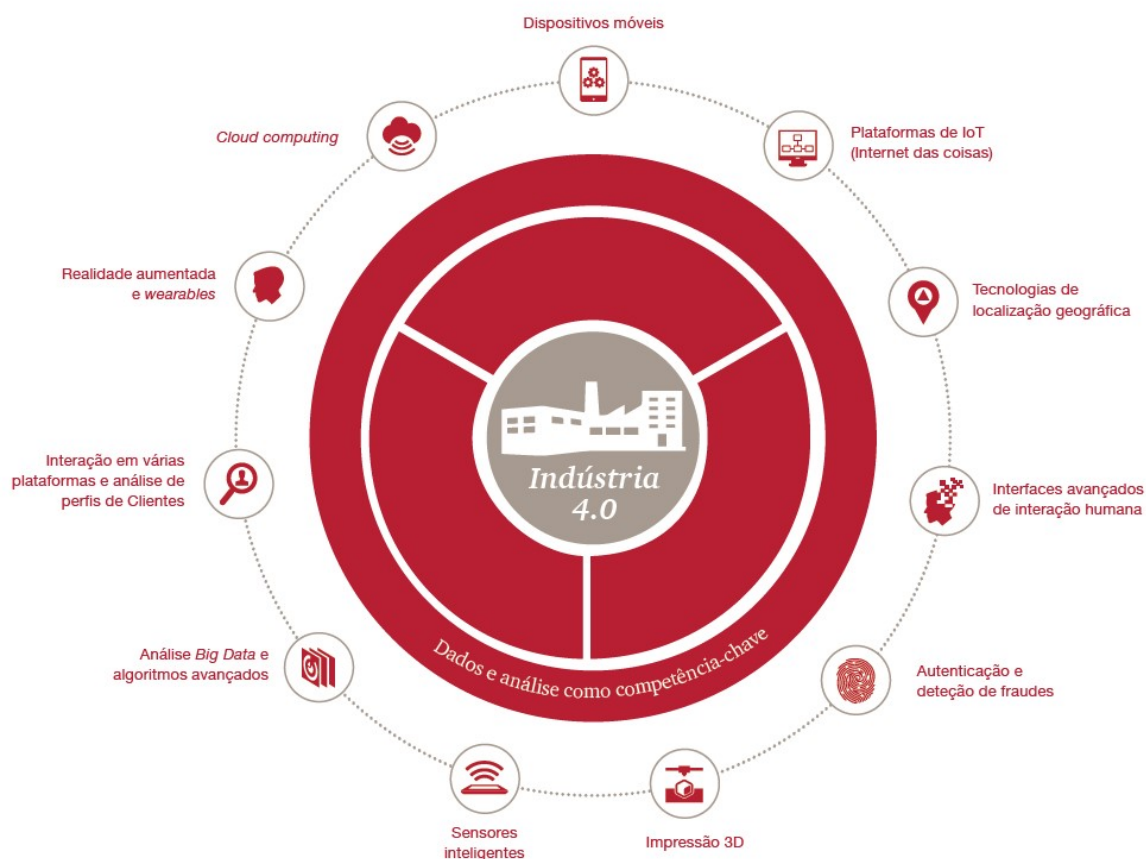 Dispositivos móveis
Cloud computing
Plataformas de IoT
(Internet das coisas)
Realidade aumentada
e wearables
Tecnologias de
localização geográfica
Indústria
4.0
Interação em várias
plataformas e análise de
perfis de Clientes
Interfaces avançados
de interação humana
Análise Big Data e
algoritmos avançados
Dados e análise como competência-chave
Autenticação e
deteção de fraudes
Sensores
inteligentes
Impressão 3D